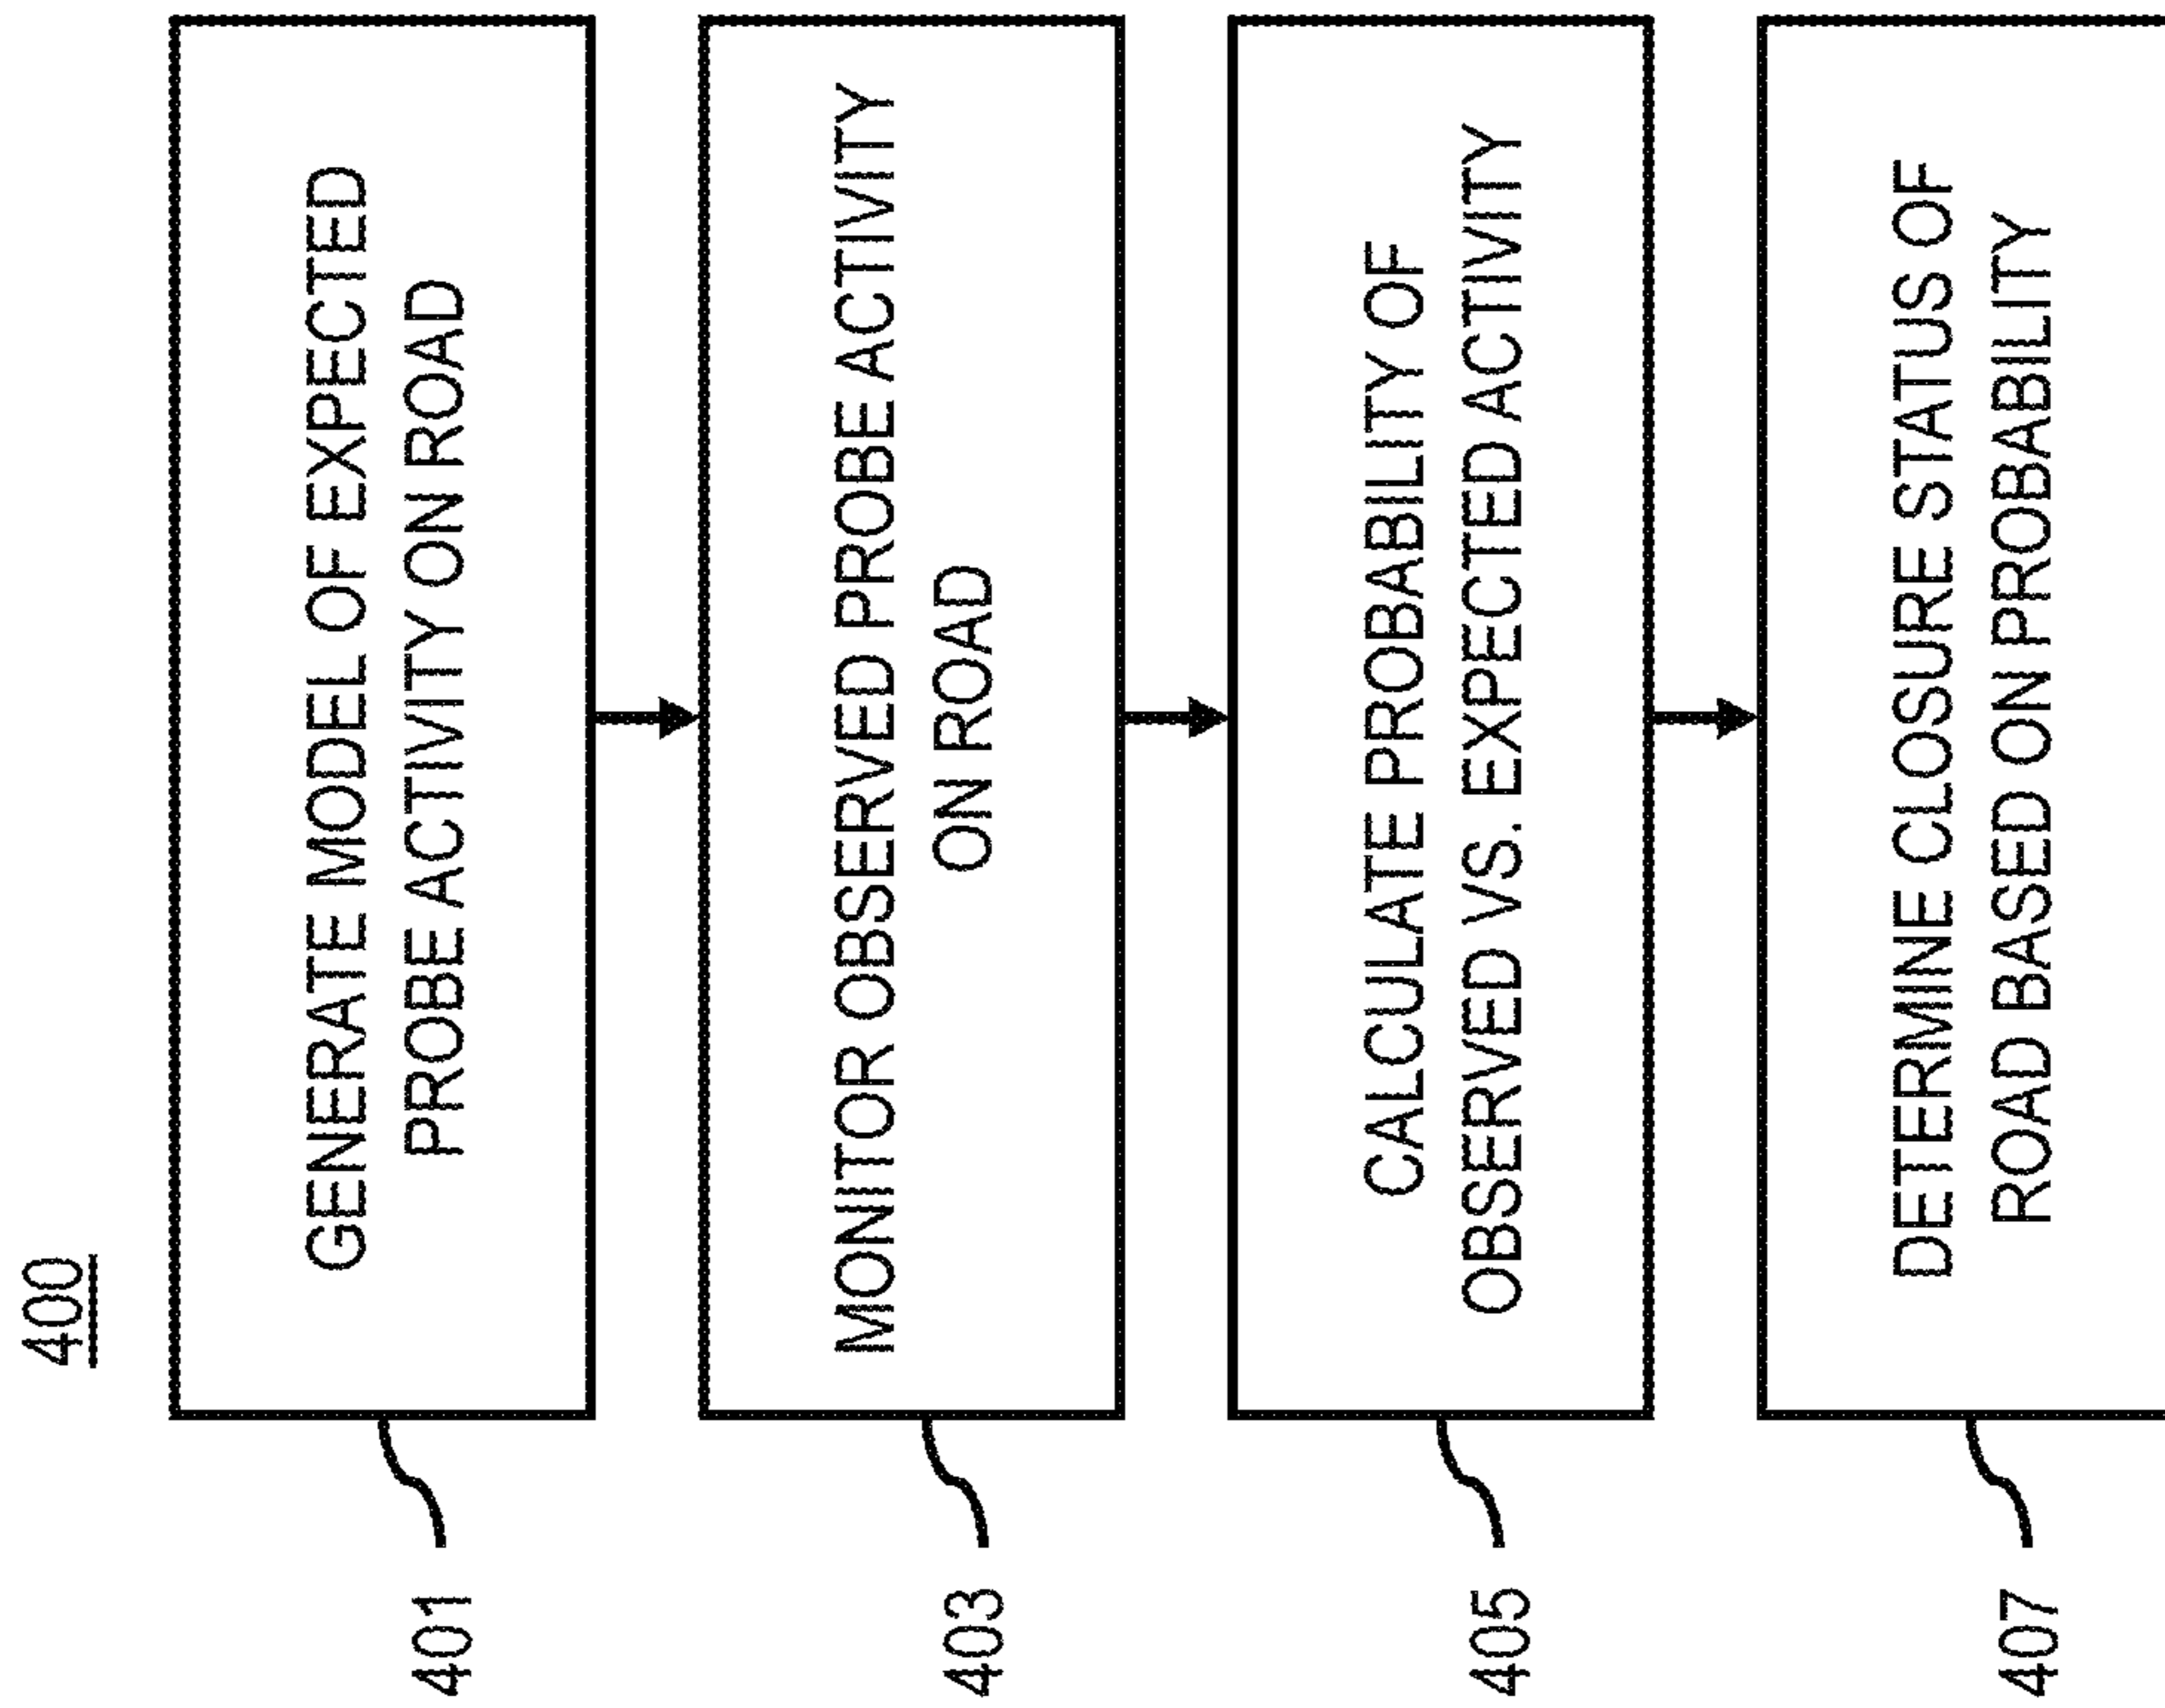 400
401
GENERATE MODEL OF EXPECTED
PROBE ACTIVITY ON ROAD
403
MONITOR OBSERVED PROBE ACTIVITY
ON ROAD
405
CALCULATE PROBABILITY OF
OBSERVED VS. EXPECTED ACTIVITY
407
DETERMINE CLOSURE STATUS OF
ROAD BASED ON PROBABILITY